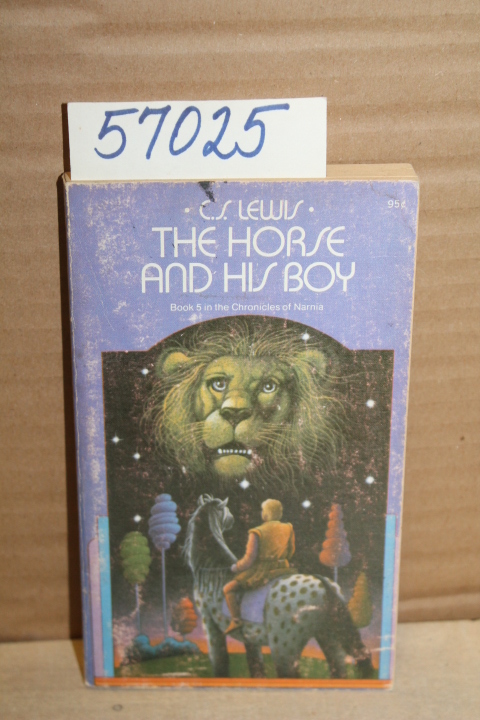 57025
· C.S. LEWIS ·
95¢
THE HORSE
AND HIS BOY
Book 5 in the Chronicles of Narnia